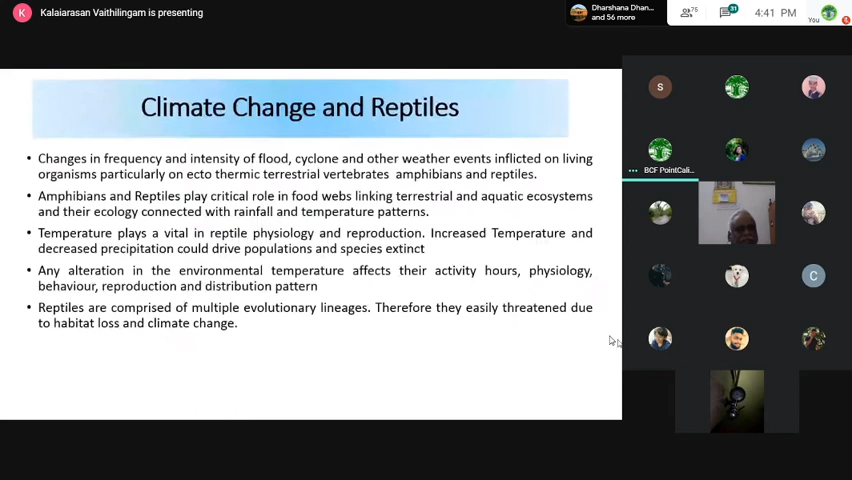 K Kalaiarasan Vaithilingam is presenting
Dharshana Dhan...
and 56 more
75
31
4:41 PM
You
Climate Change and Reptiles
• Changes in frequency and intensity of flood, cyclone and other weather events inflicted on living
organisms particularly on ecto thermic terrestrial vertebrates amphibians and reptiles.
• Amphibians and Reptiles play critical role in food webs linking terrestrial and aquatic ecosystems
and their ecology connected with rainfall and temperature patterns.
• Temperature plays a vital in reptile physiology and reproduction. Increased Temperature and
decreased precipitation could drive populations and species extinct
• Any alteration in the environmental temperature affects their activity hours, physiology,
behaviour, reproduction and distribution pattern
• Reptiles are comprised of multiple evolutionary lineages. Therefore they easily threatened due
to habitat loss and climate change.
S
BCF PointCali...
C